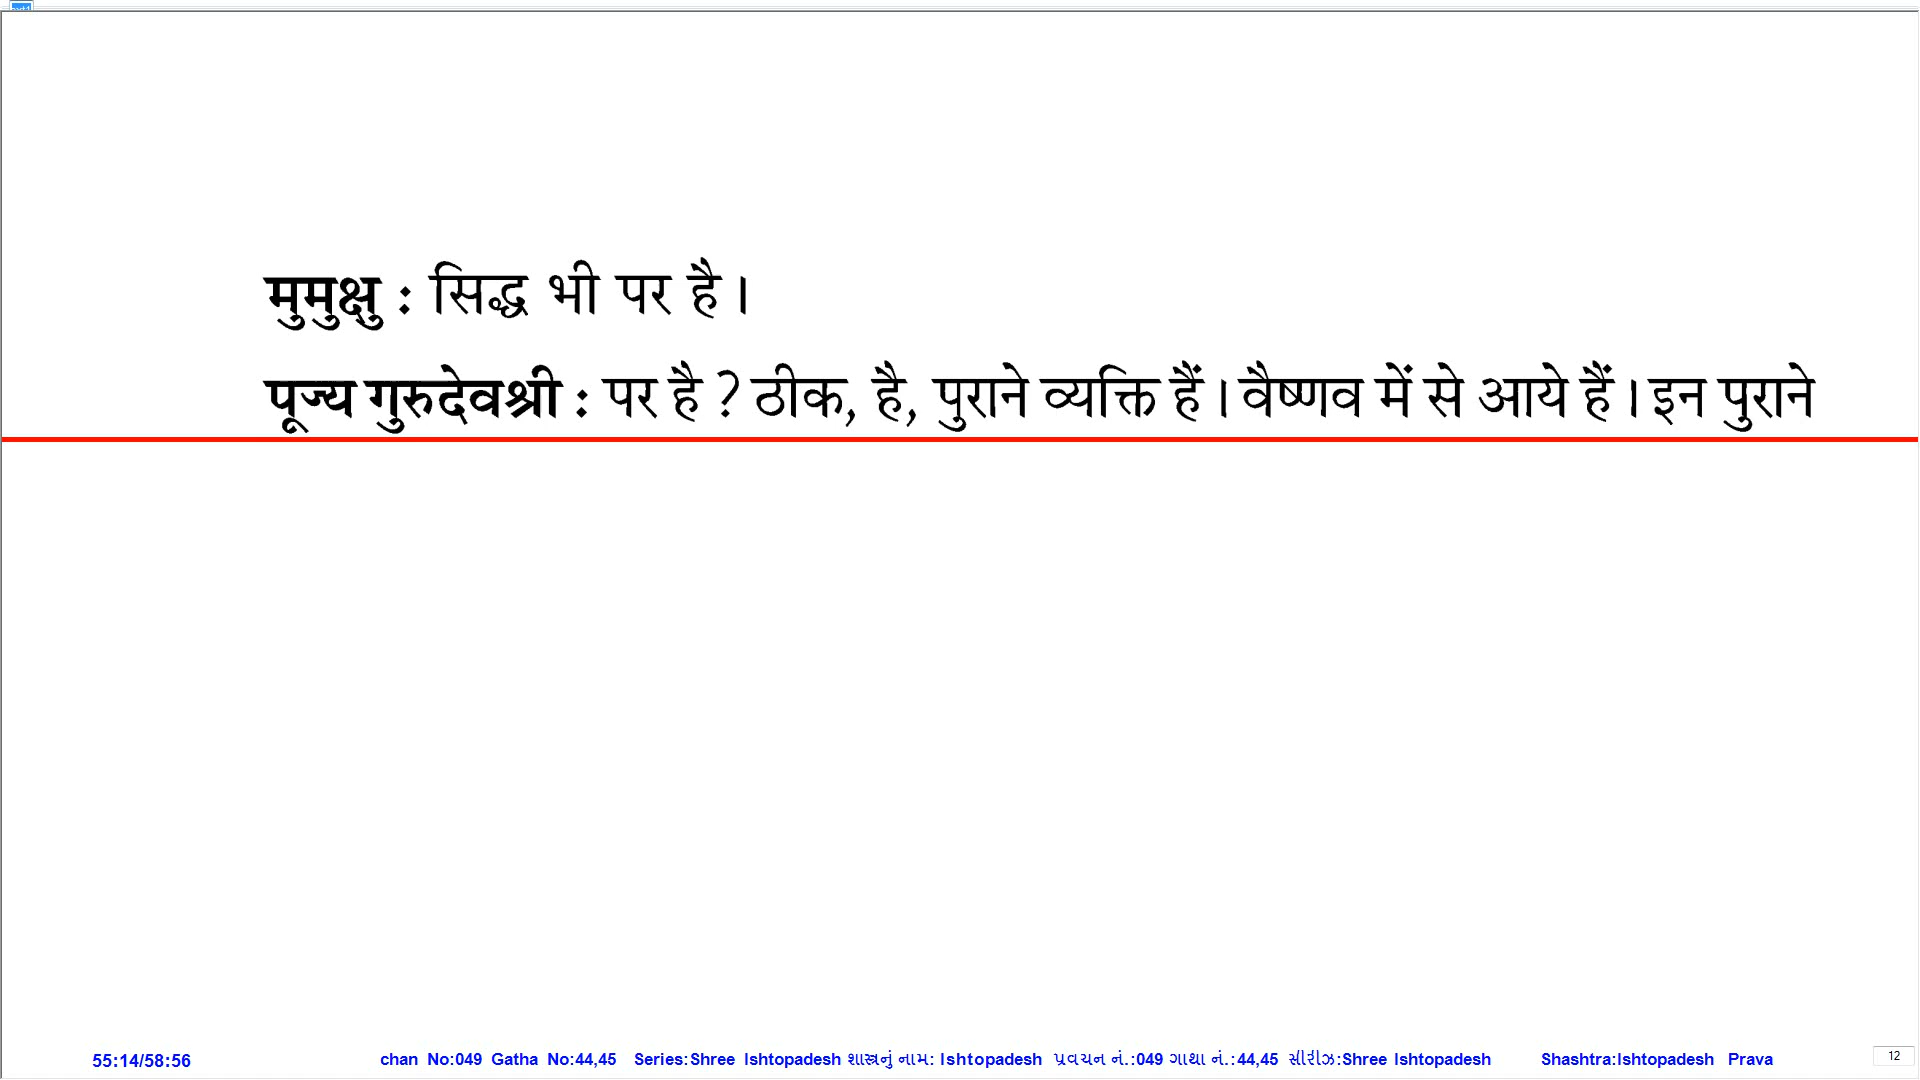 मुमुक्षु : सिद्ध भी पर है।
पूज्य गुरुदेवश्री : पर है ? ठीक, है, पुराने व्यक्ति हैं। वैष्णव में से आये हैं। इन पुराने
55:14/58:56 chan No:049 Gatha No:44,45 Series:Shree Ishtopadesh શાસ્ત્રનું નામ: Ishtopadesh પ્રવચન નં.:049 ગાથા નં.:44,45 સીરીઝ:Shree Ishtopadesh Shashtra:Ishtopadesh Prava 12